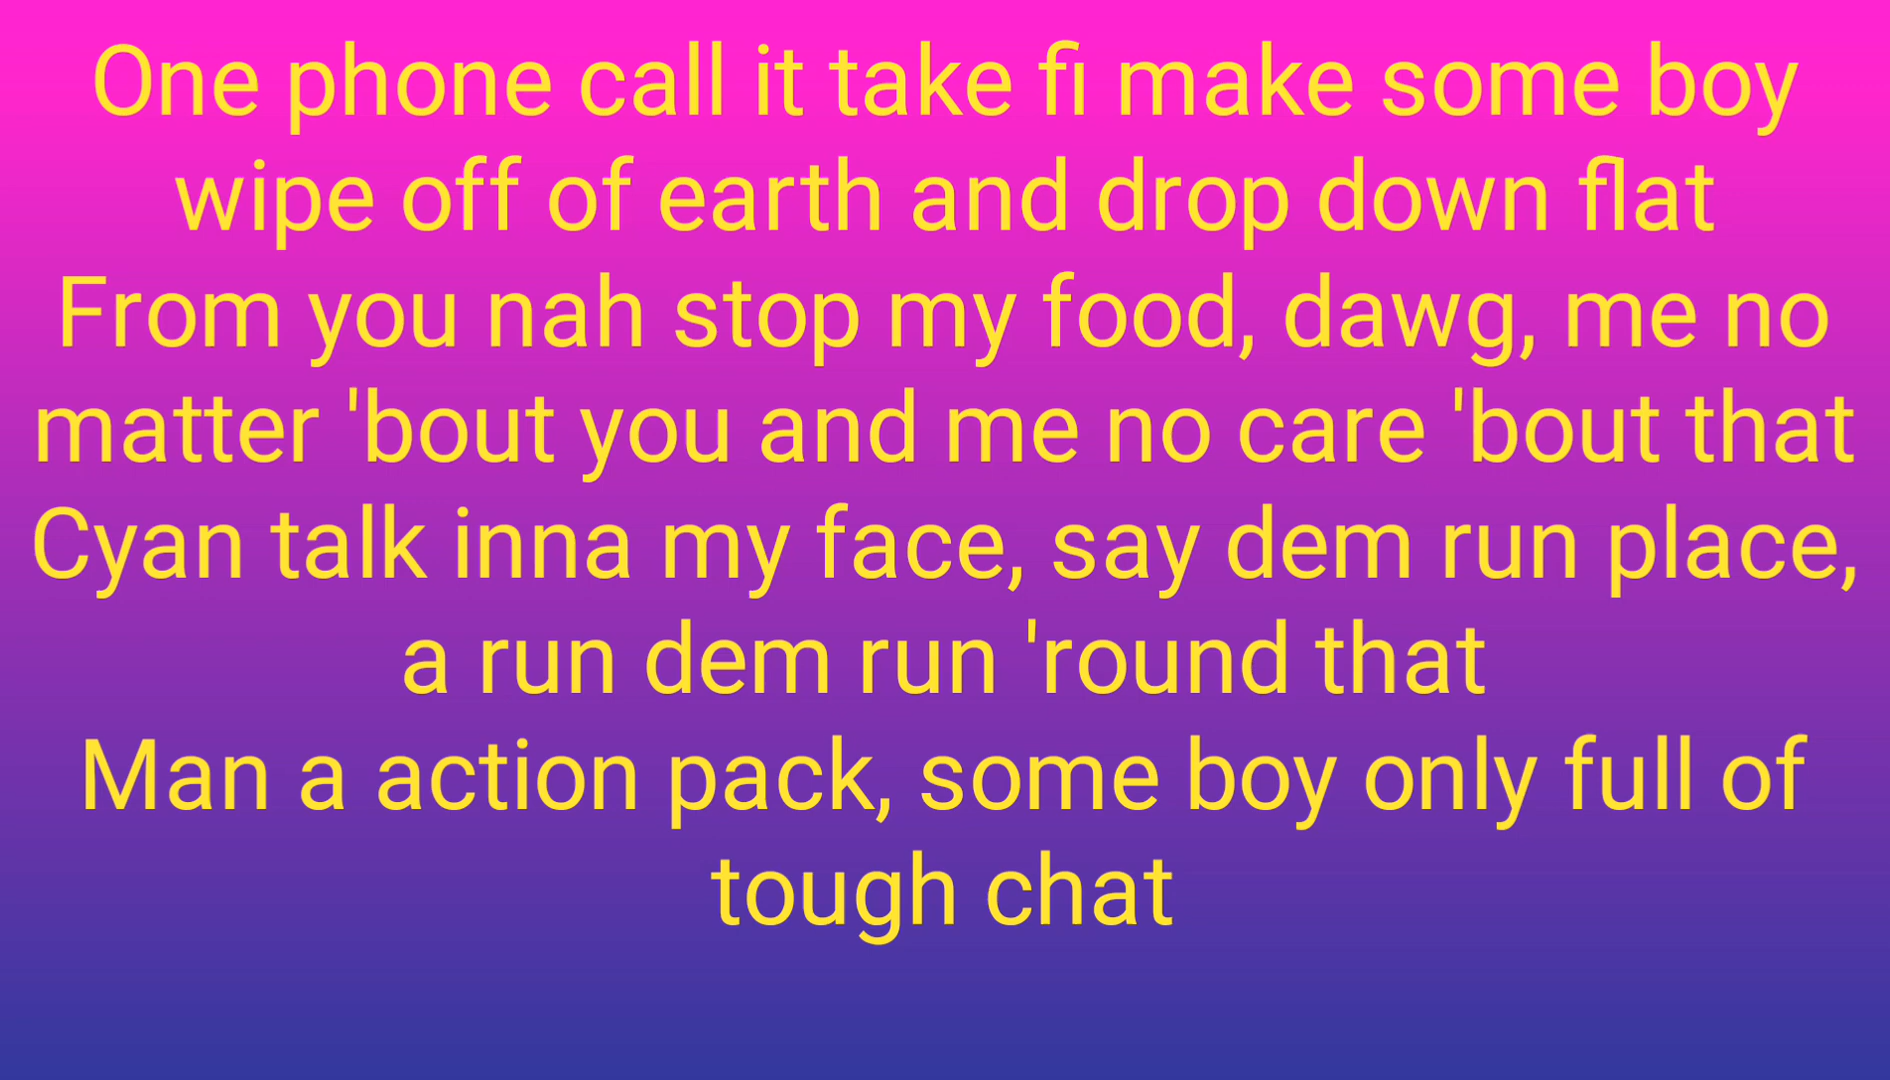 One phone call it take fi make some boy
wipe off of earth and drop down flat
From you nah stop my food, dawg, me no
matter 'bout you and me no care 'bout that
Cyan talk inna my face, say dem run place,
a run dem run 'round that
Man a action pack, some boy only full of
tough chat